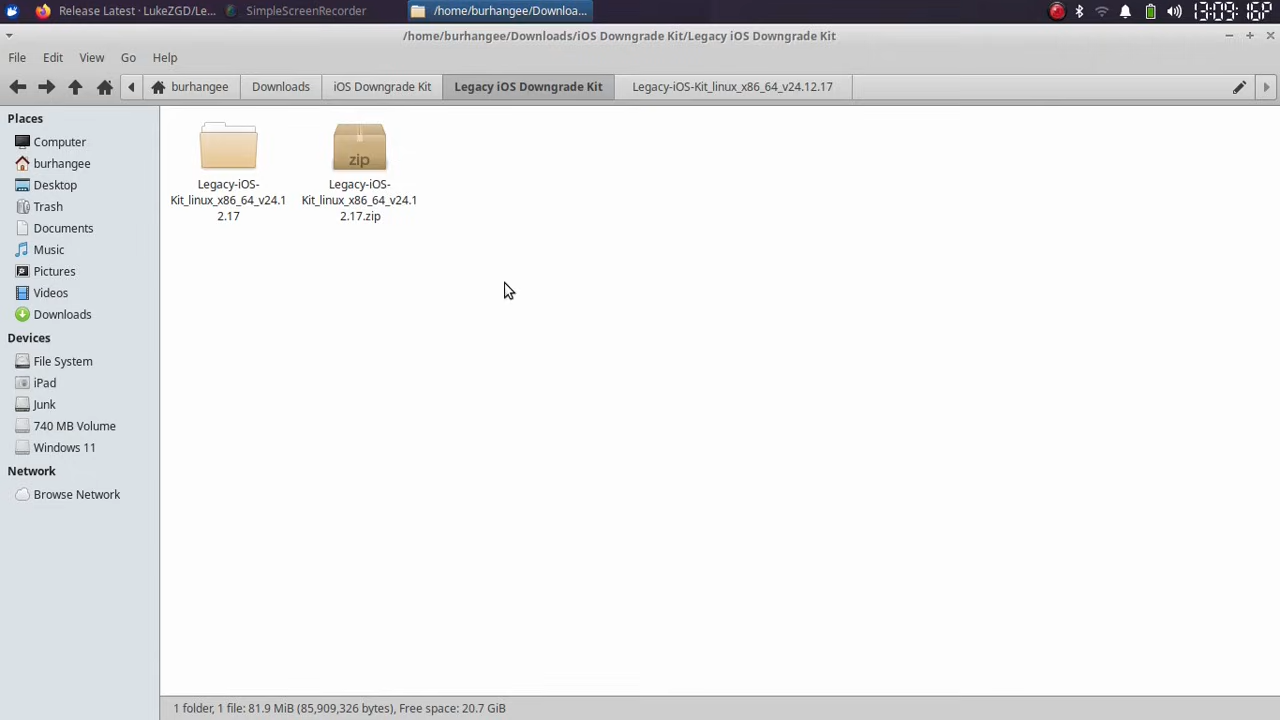 Release Latest · LukeZGD/Le...
SimpleScreenRecorder
/home/burhangee/Downloa...
/home/burhangee/Downloads/iOS Downgrade Kit/Legacy iOS Downgrade Kit
File Edit View Go Help
burhangee Downloads iOS Downgrade Kit Legacy iOS Downgrade Kit Legacy-iOS-Kit_linux_x86_64_v24.12.17
Places
Computer
burhangee
Desktop
Trash
Documents
Music
Pictures
Videos
Downloads
Devices
File System
iPad
Junk
740 MB Volume
Windows 11
Network
Browse Network
Legacy-iOS-
Kit_linux_x86_64_v24.1
2.17
zip
Legacy-iOS-
Kit_linux_x86_64_v24.1
2.17.zip
1 folder, 1 file: 81.9 MiB (85,909,326 bytes), Free space: 20.7 GiB